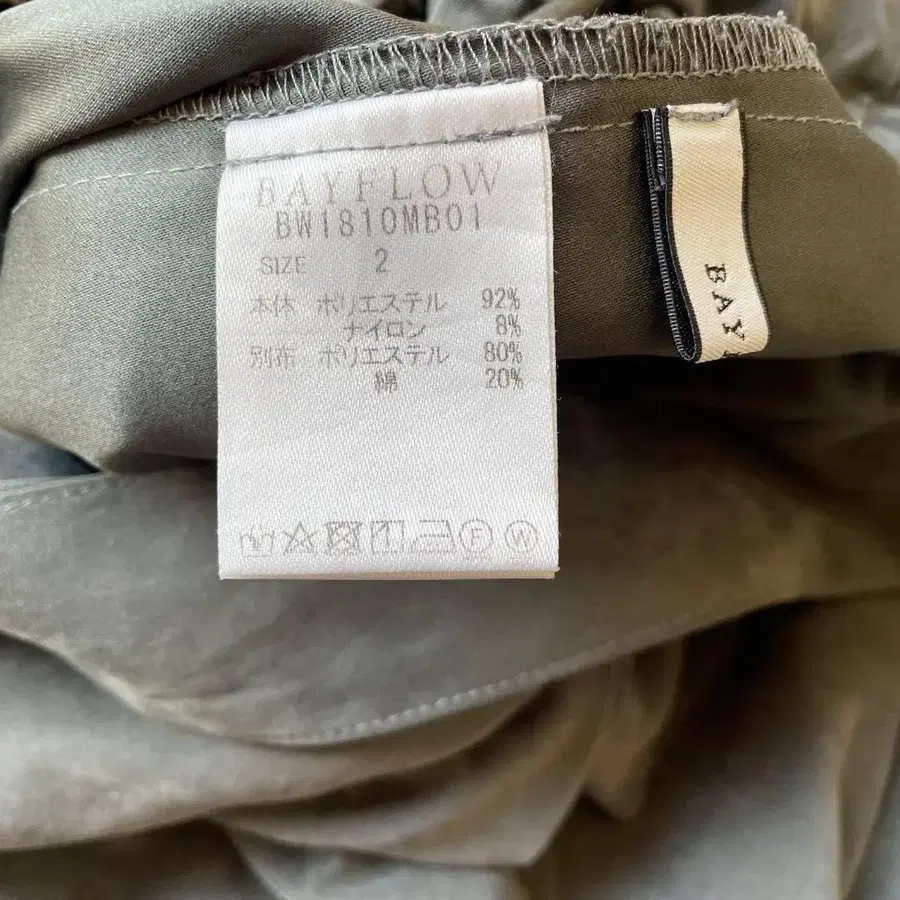 BAYFLOW
BW1810MB01
SIZE 2
本体 ポリエステル 92%
ナイロン 8%
別布 ポリエステル 80%
綿 20%
F W
BAY